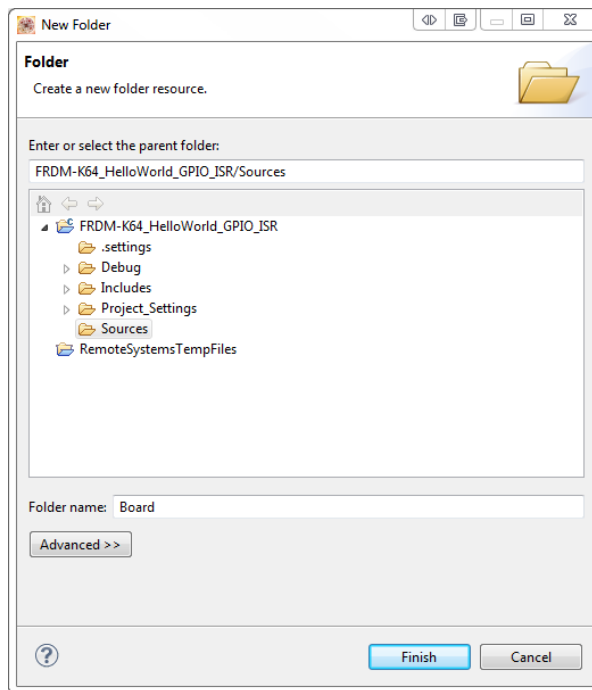 New Folder
Folder
Create a new folder resource.
Enter or select the parent folder:
FRDM-K64_HelloWorld_GPIO_ISR/Sources
FRDM-K64_HelloWorld_GPIO_ISR
.settings
Debug
Includes
Project_Settings
Sources
RemoteSystemsTempFiles
Folder name: Board
Advanced >>
Finish Cancel